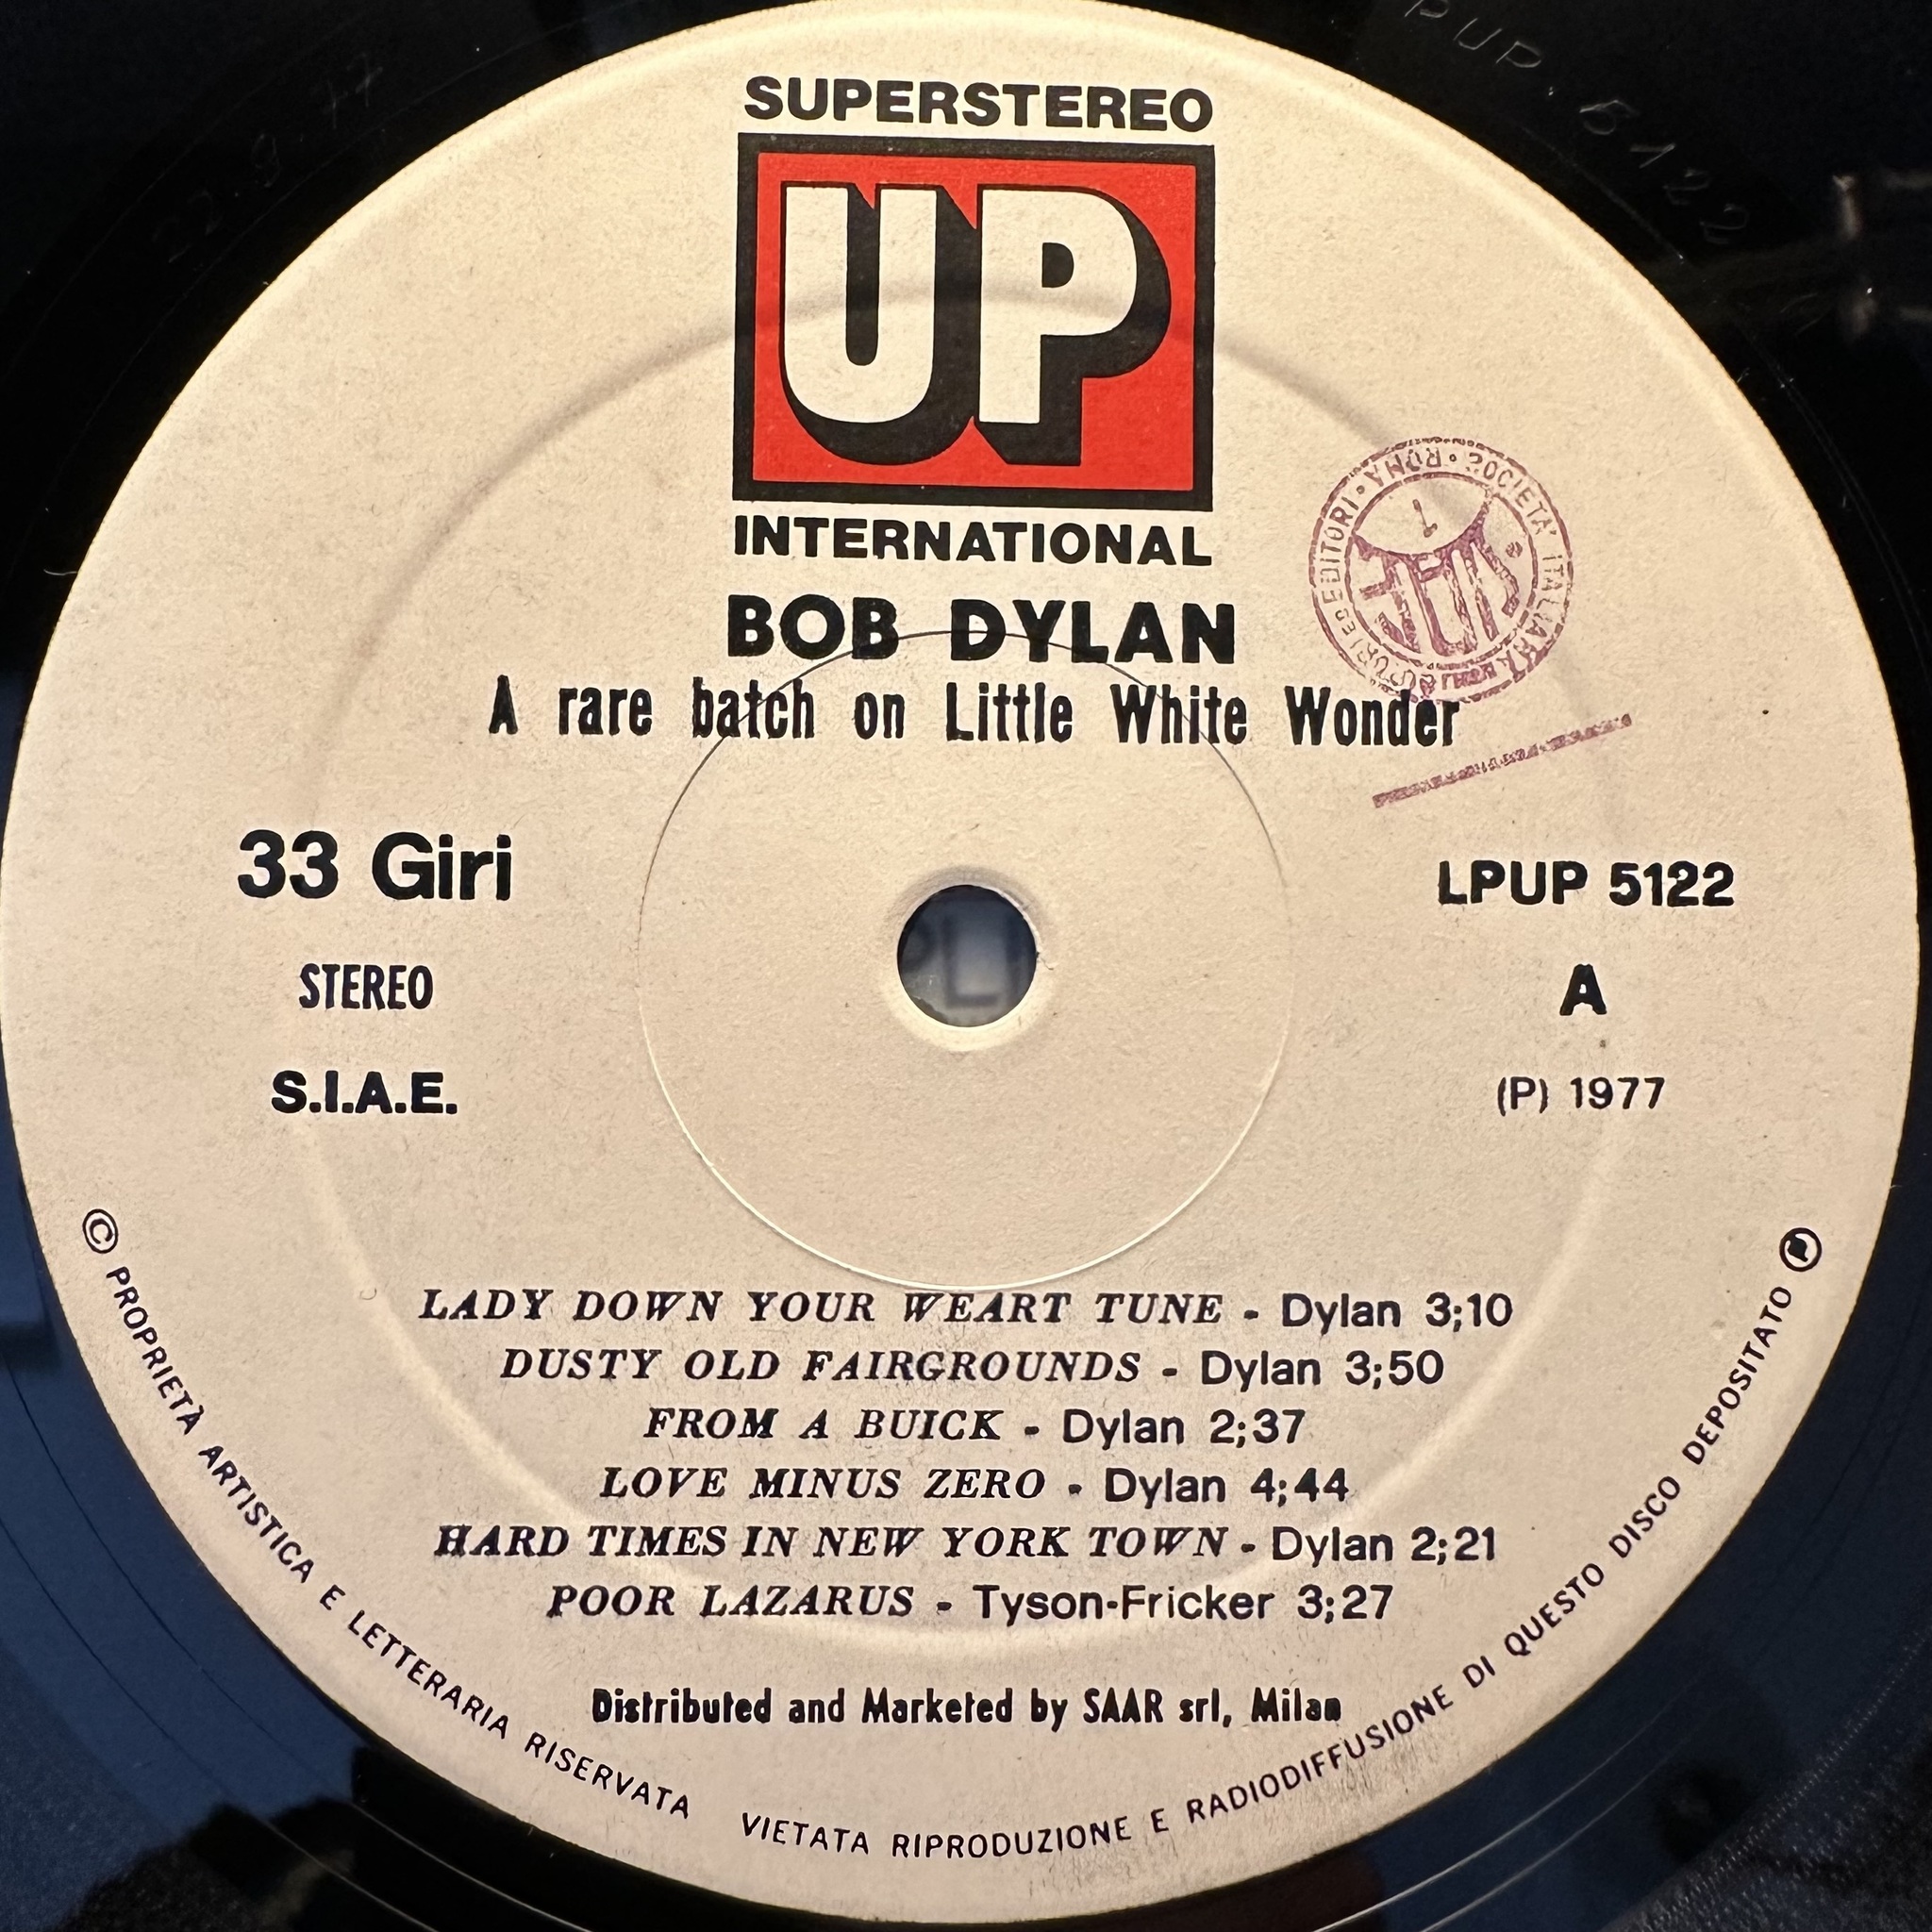 SUPERSTEREO
UP
INTERNATIONAL
BOB DYLAN
A rare batch on Little White Wonder
33 Giri
STEREO
S.I.A.E.
LPUP 5122
A
(P) 1977
LADY DOWN YOUR WEART TUNE - Dylan 3;10
DUSTY OLD FAIRGROUNDS - Dylan 3;50
FROM A BUICK - Dylan 2;37
LOVE MINUS ZERO - Dylan 4;44
HARD TIMES IN NEW YORK TOWN - Dylan 2;21
POOR LAZARUS - Tyson-Fricker 3;27
Distributed and Marketed by SAAR srl, Milan
© PROPRIETÀ ARTISTICA E LETTERARIA RISERVATA VIETATA RIPRODUZIONE E RADIODIFFUSIONE DI QUESTO DISCO DEPOSITATO ℗
SOCIETA' ITALIANA
EDITORI • ROMA •
22.9.77